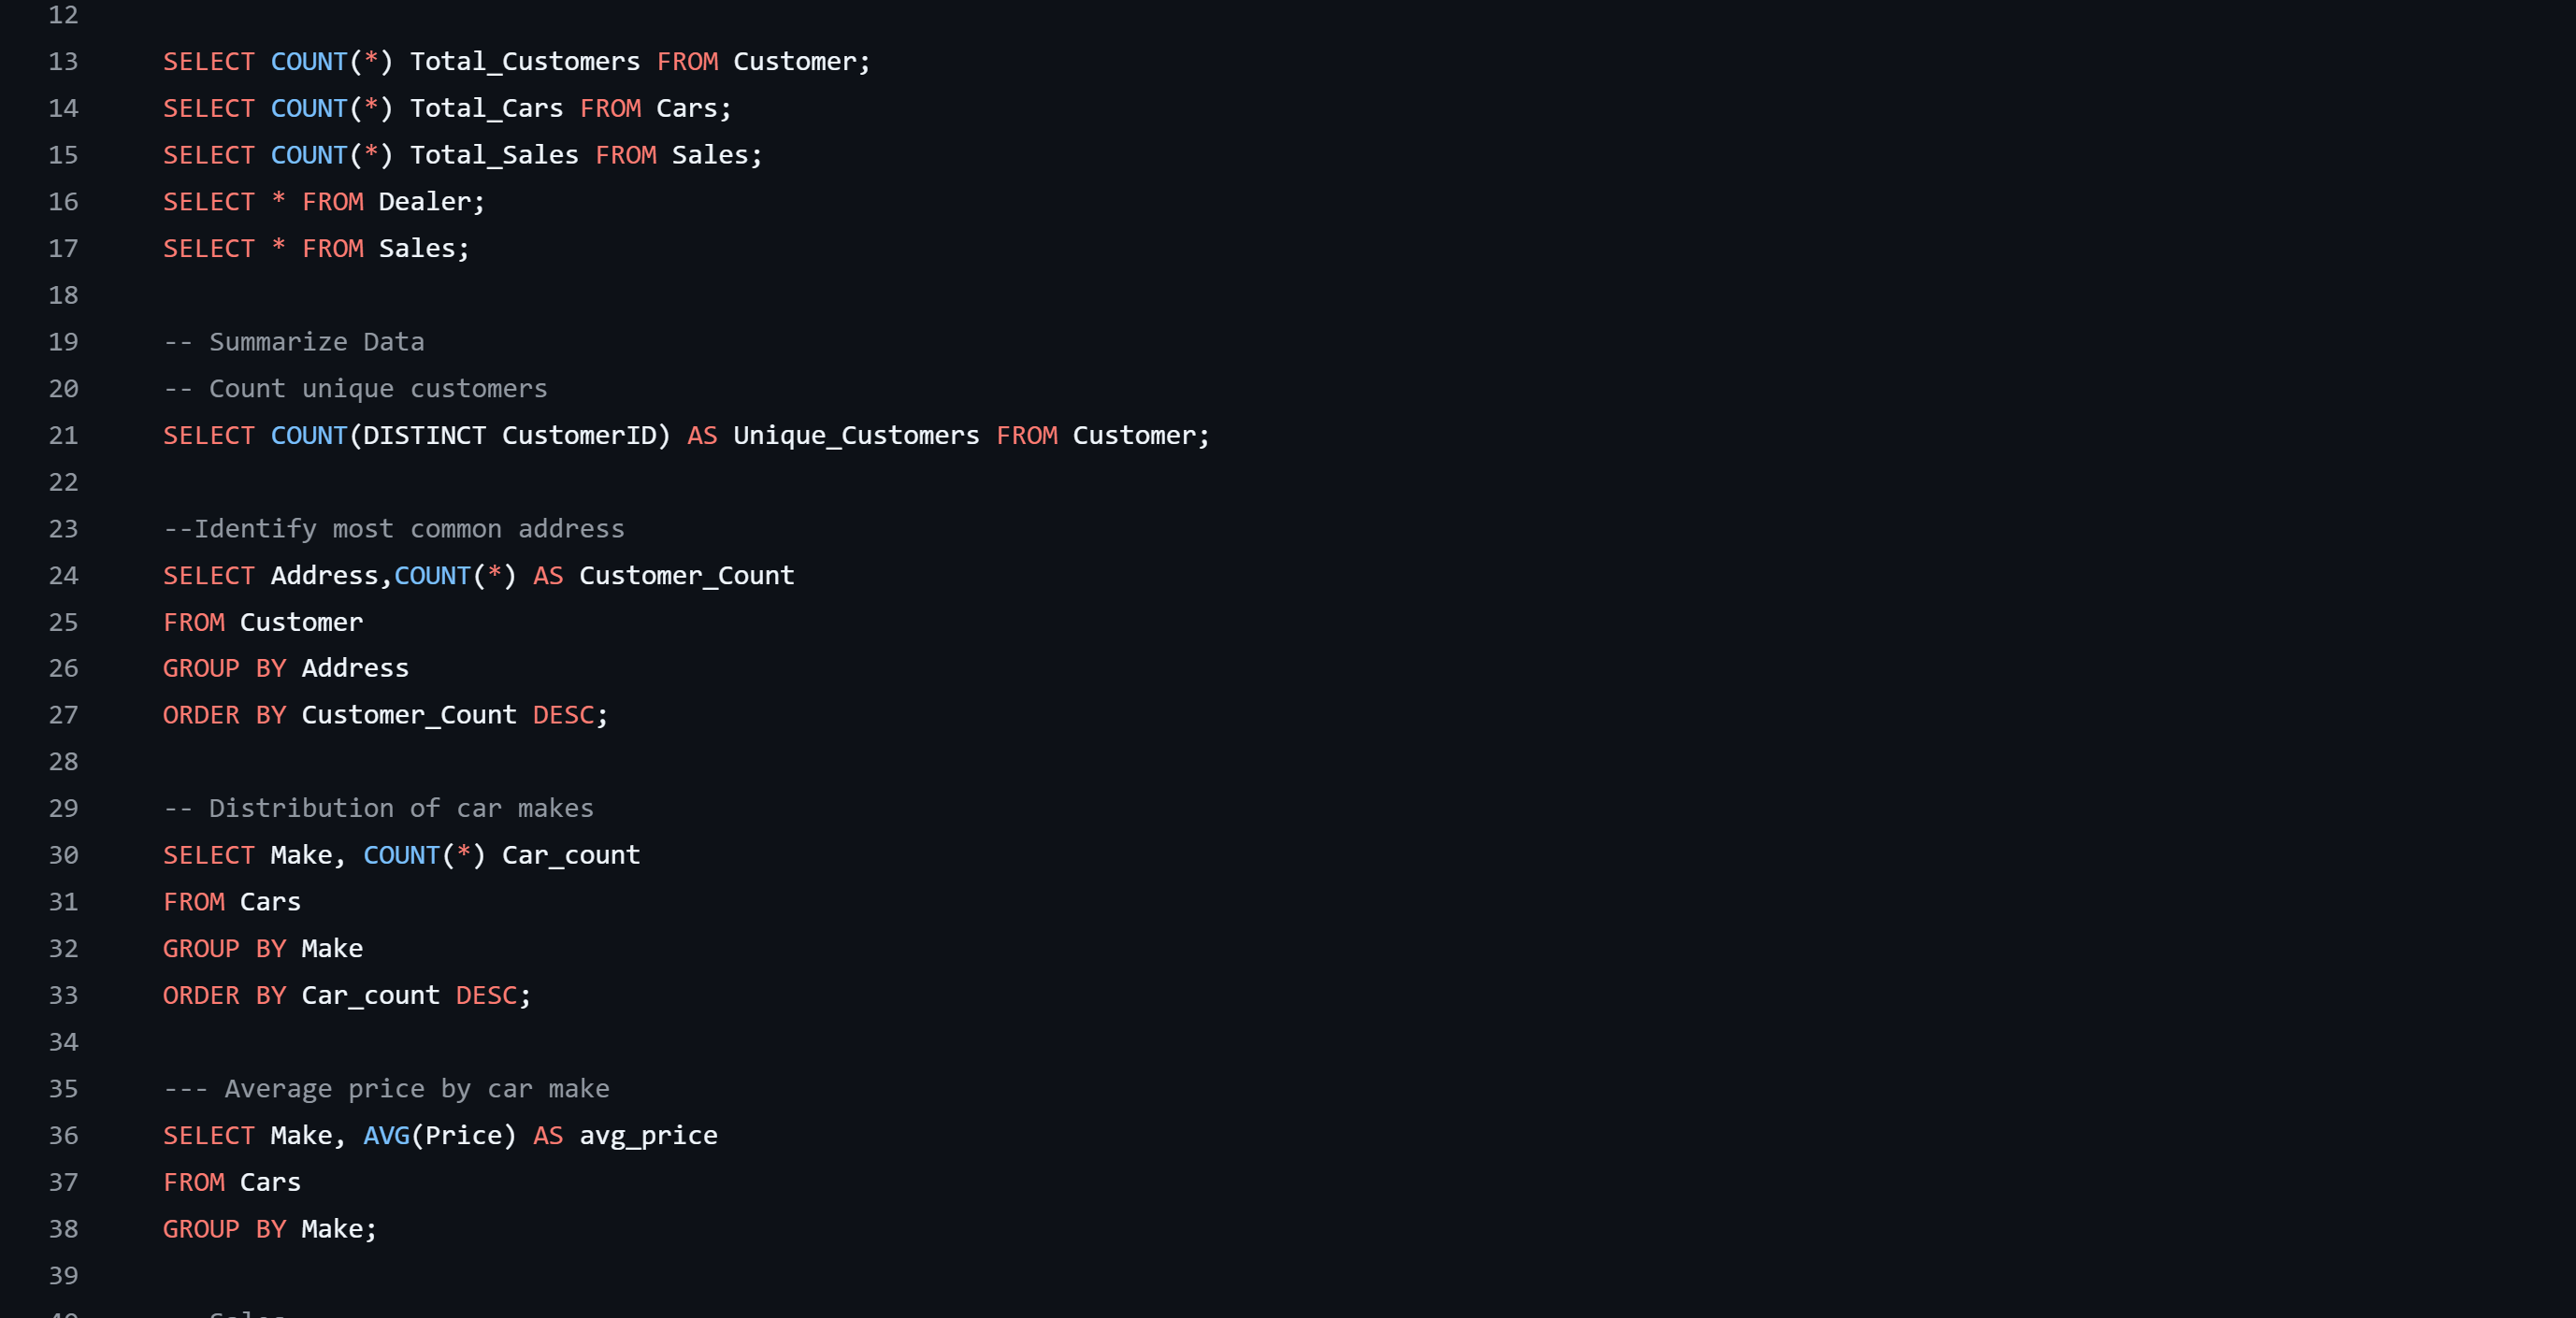 12
13 SELECT COUNT(*) Total_Customers FROM Customer;
14 SELECT COUNT(*) Total_Cars FROM Cars;
15 SELECT COUNT(*) Total_Sales FROM Sales;
16 SELECT * FROM Dealer;
17 SELECT * FROM Sales;
18
19 -- Summarize Data
20 -- Count unique customers
21 SELECT COUNT(DISTINCT CustomerID) AS Unique_Customers FROM Customer;
22
23 --Identify most common address
24 SELECT Address,COUNT(*) AS Customer_Count
25 FROM Customer
26 GROUP BY Address
27 ORDER BY Customer_Count DESC;
28
29 -- Distribution of car makes
30 SELECT Make, COUNT(*) Car_count
31 FROM Cars
32 GROUP BY Make
33 ORDER BY Car_count DESC;
34
35 --- Average price by car make
36 SELECT Make, AVG(Price) AS avg_price
37 FROM Cars
38 GROUP BY Make;
39